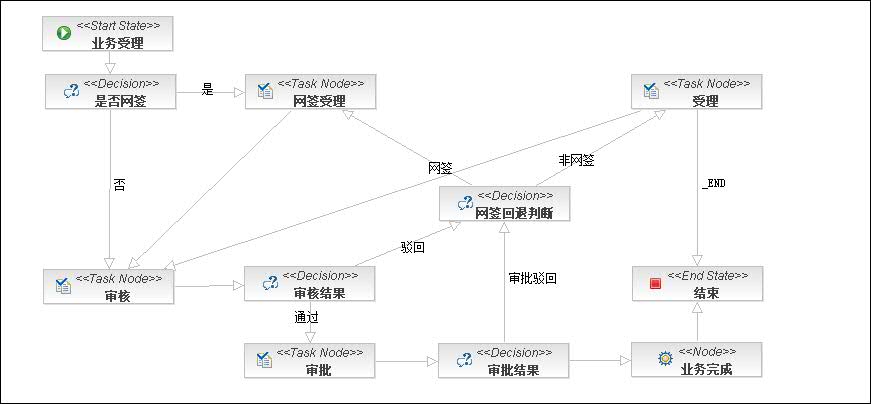 <<Start State>>
业务受理
<<Decision>>
是否网签
是
<<Task Node>>
网签受理
<<Task Node>>
受理
网签
非网签
否
_END
<<Decision>>
网签回退判断
驳回
审批驳回
<<Task Node>>
审核
<<Decision>>
审核结果
<<End State>>
结束
通过
<<Task Node>>
审批
<<Decision>>
审批结果
<<Node>>
业务完成